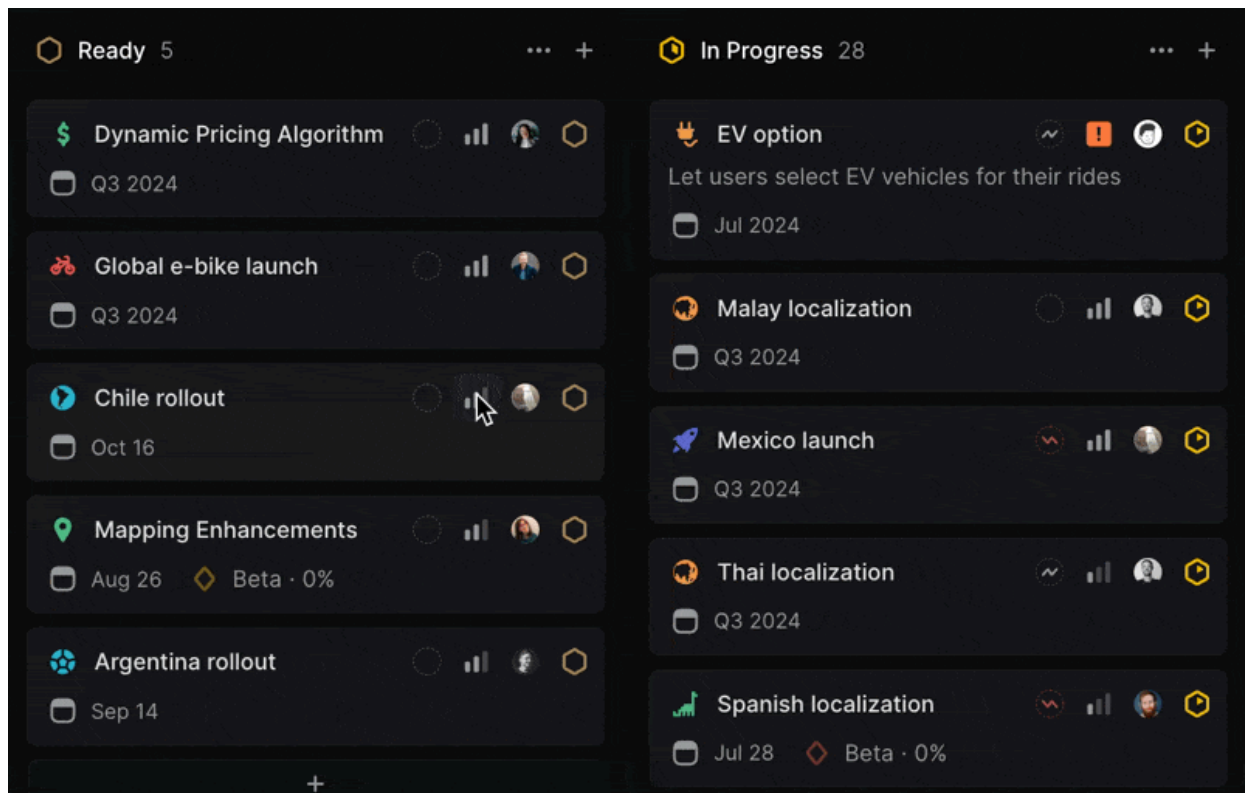 Ready 5
Dynamic Pricing Algorithm
Q3 2024
Global e-bike launch
Q3 2024
Chile rollout
Oct 16
Mapping Enhancements
Aug 26 Beta · 0%
Argentina rollout
Sep 14
In Progress 28
EV option
Let users select EV vehicles for their rides
Jul 2024
Malay localization
Q3 2024
Mexico launch
Q3 2024
Thai localization
Q3 2024
Spanish localization
Jul 28 Beta · 0%